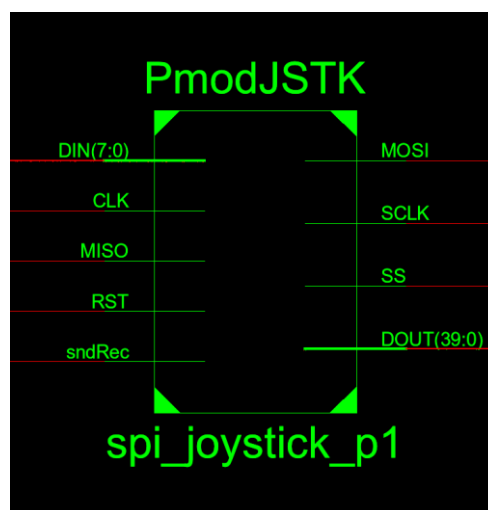 PmodJSTK
DIN(7:0)
CLK
MISO
RST
sndRec
MOSI
SCLK
SS
DOUT(39:0)
spi_joystick_p1